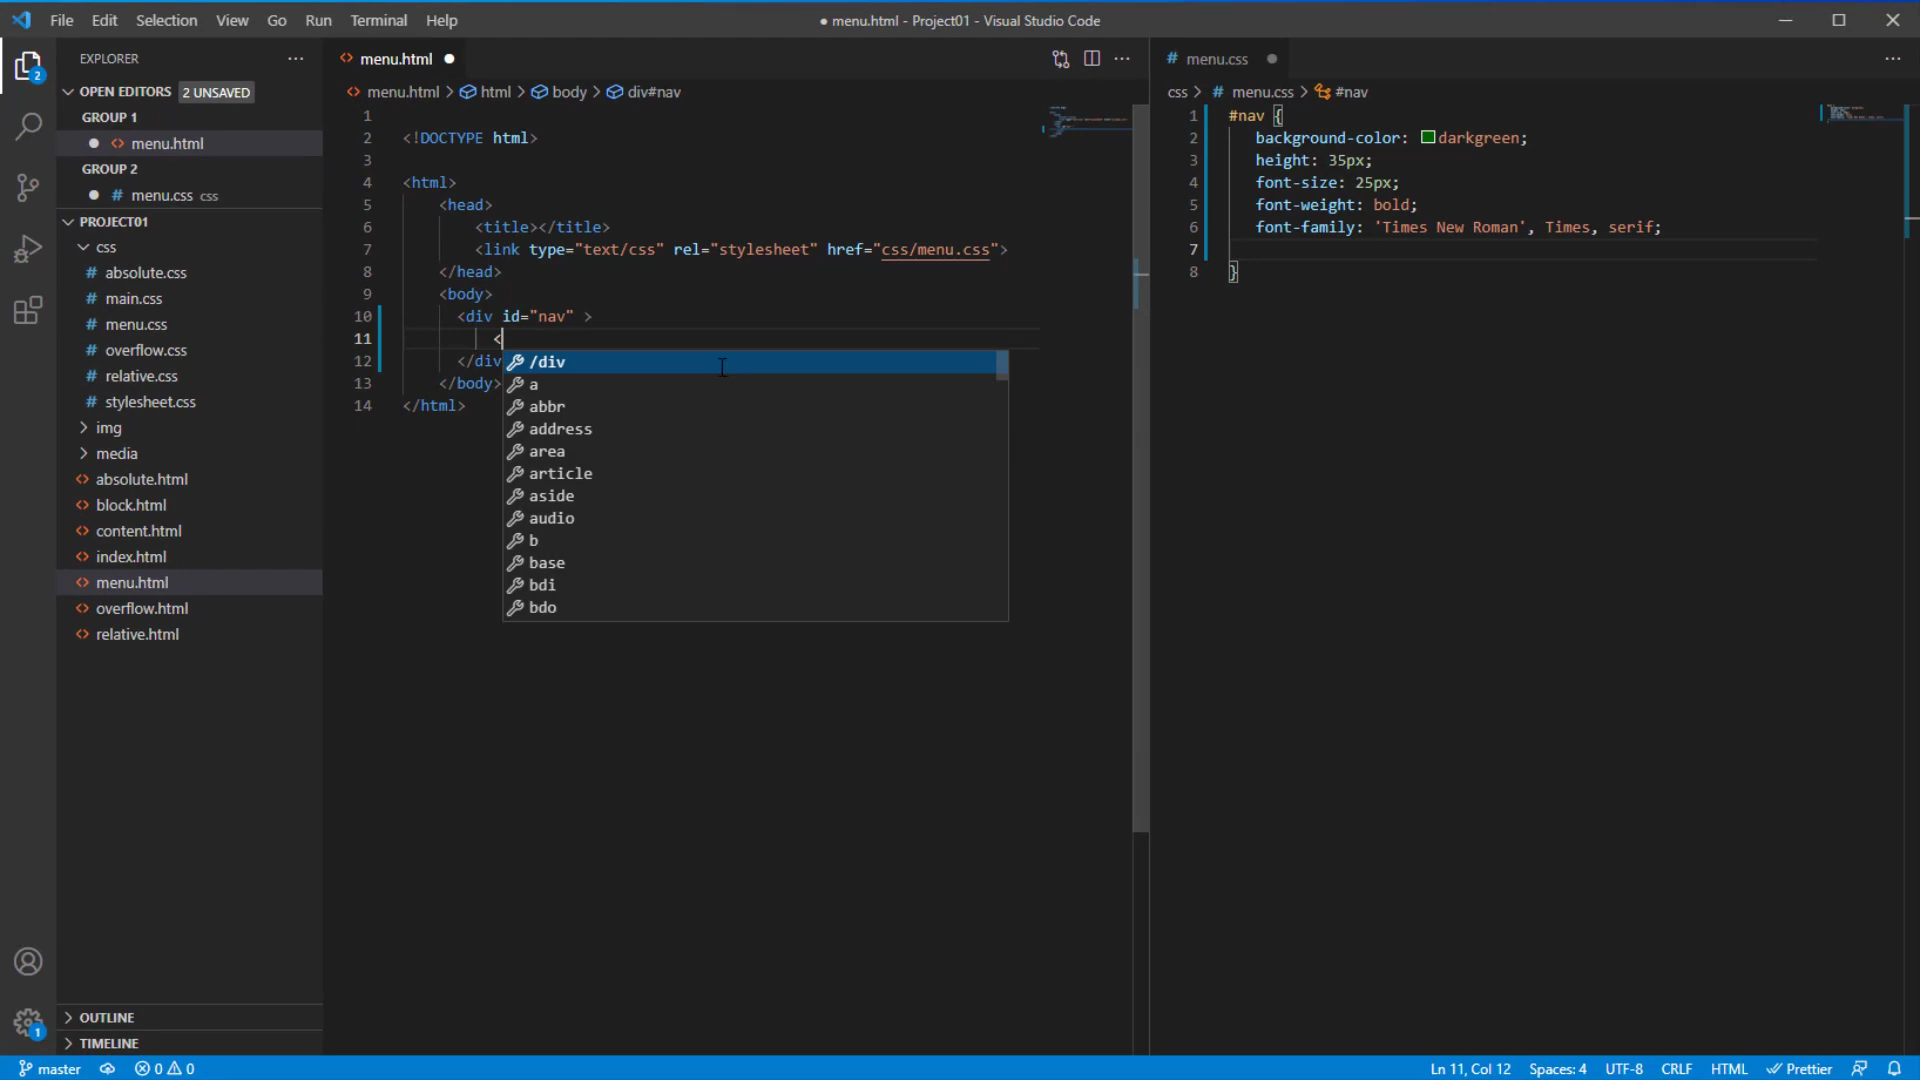 File Edit Selection View Go Run Terminal Help
● menu.html - Project01 - Visual Studio Code
EXPLORER
OPEN EDITORS 2 UNSAVED
GROUP 1
menu.html
GROUP 2
menu.css css
PROJECT01
css
absolute.css
main.css
menu.css
overflow.css
relative.css
stylesheet.css
img
media
absolute.html
block.html
content.html
index.html
menu.html
overflow.html
relative.html
OUTLINE
TIMELINE
2
1
menu.html
menu.html > html > body > div#nav
1
2 <!DOCTYPE html>
3
4 <html>
5 <head>
6 <title></title>
7 <link type="text/css" rel="stylesheet" href="css/menu.css">
8 </head>
9 <body>
10 <div id="nav" >
11 <
12 </div
13 </body>
14 </html>
/div
a
abbr
address
area
article
aside
audio
b
base
bdi
bdo
menu.css
css > # menu.css > #nav
1 #nav {
2 background-color: darkgreen;
3 height: 35px;
4 font-size: 25px;
5 font-weight: bold;
6 font-family: 'Times New Roman', Times, serif;
7
8 }
master 0 0 Ln 11, Col 12 Spaces: 4 UTF-8 CRLF HTML Prettier